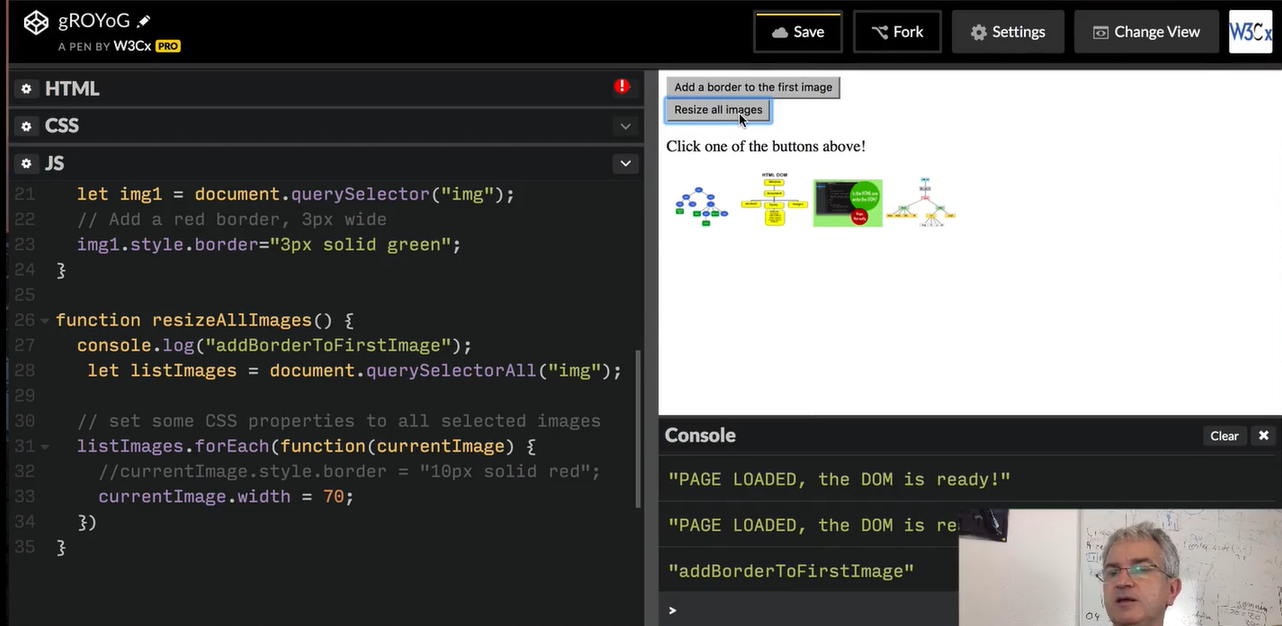 gROYoG
A PEN BY W3Cx PRO
Save
Fork
Settings
Change View
W3Cx
HTML
CSS
JS
21 let img1 = document.querySelector("img");
22 // Add a red border, 3px wide
23 img1.style.border="3px solid green";
24 }
25
26 function resizeAllImages() {
27 console.log("addBorderToFirstImage");
28 let listImages = document.querySelectorAll("img");
29
30 // set some CSS properties to all selected images
31 listImages.forEach(function(currentImage) {
32 //currentImage.style.border = "10px solid red";
33 currentImage.width = 70;
34 })
35 }
Add a border to the first image
Resize all images
Click one of the buttons above!
HTML DOM
Console
Clear
"PAGE LOADED, the DOM is ready!"
"PAGE LOADED, the DOM is re
"addBorderToFirstImage"
>